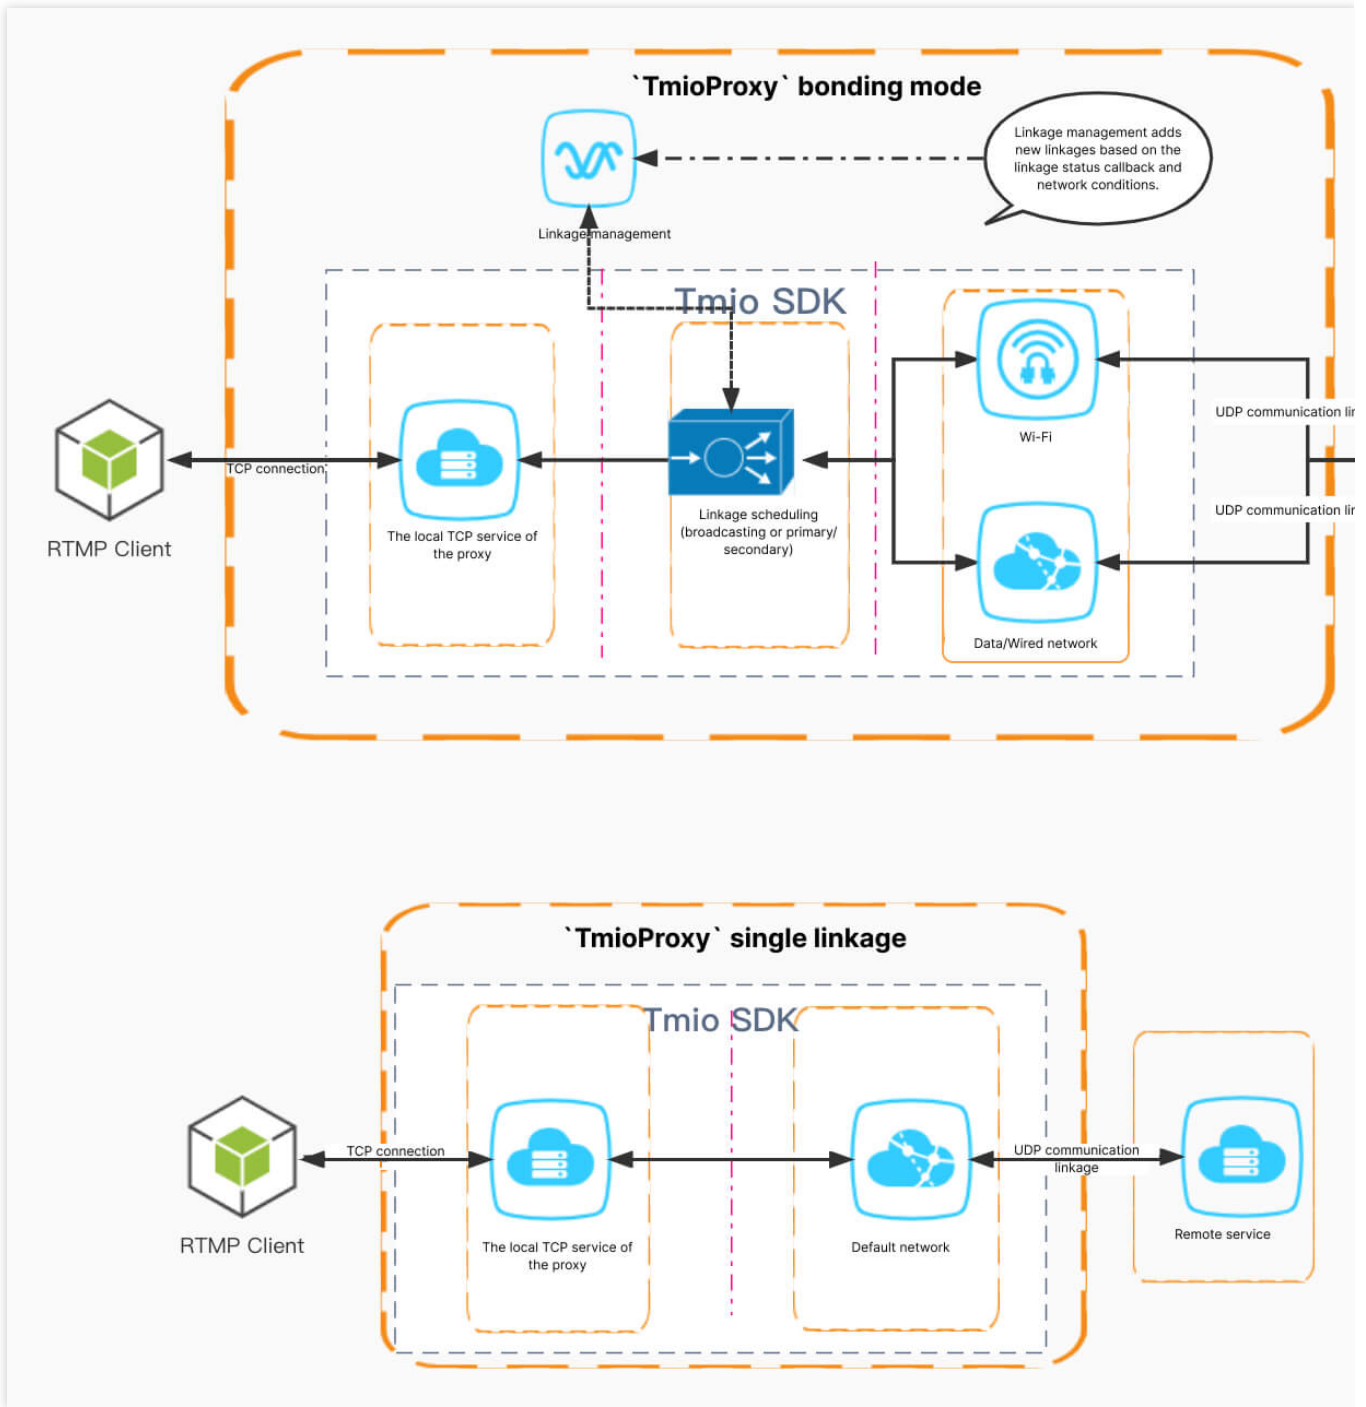 `TmioProxy` bonding mode
Linkage management adds
new linkages based on the
linkage status callback and
network conditions.
Linkage management
Tmio SDK
UDP communication
Wi-Fi
TCP connection
Linkage scheduling
(broadcasting or primary/
secondary)
UDP communication
The local TCP service of
the proxy
RTMP Client
Data/Wired network
`TmioProxy` single linkage
Tmio SDK
TCP connection
UDP communication
linkage
Remote service
RTMP Client
The local TCP service of
the proxy
Default network